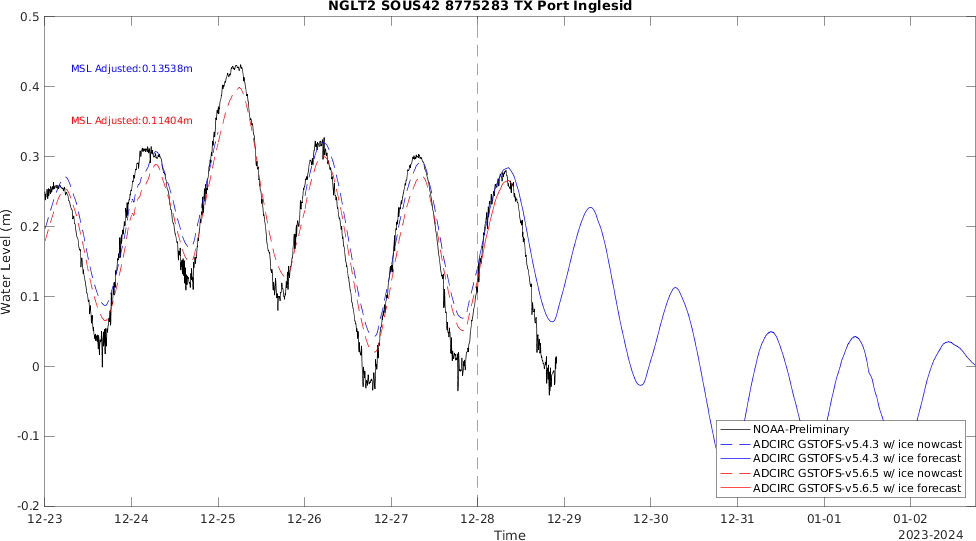 NGLT2 SOUS42 8775283 TX Port Inglesid
MSL Adjusted:0.13538m
MSL Adjusted:0.11404m
Water Level (m)
0.5
0.4
0.3
0.2
0.1
0
-0.1
-0.2
NOAA-Preliminary
ADCIRC GSTOFS-v5.4.3 w/ ice nowcast
ADCIRC GSTOFS-v5.4.3 w/ ice forecast
ADCIRC GSTOFS-v5.6.5 w/ ice nowcast
ADCIRC GSTOFS-v5.6.5 w/ ice forecast
12-23 12-24 12-25 12-26 12-27 12-28 12-29 12-30 12-31 01-01 01-02
Time
2023-2024